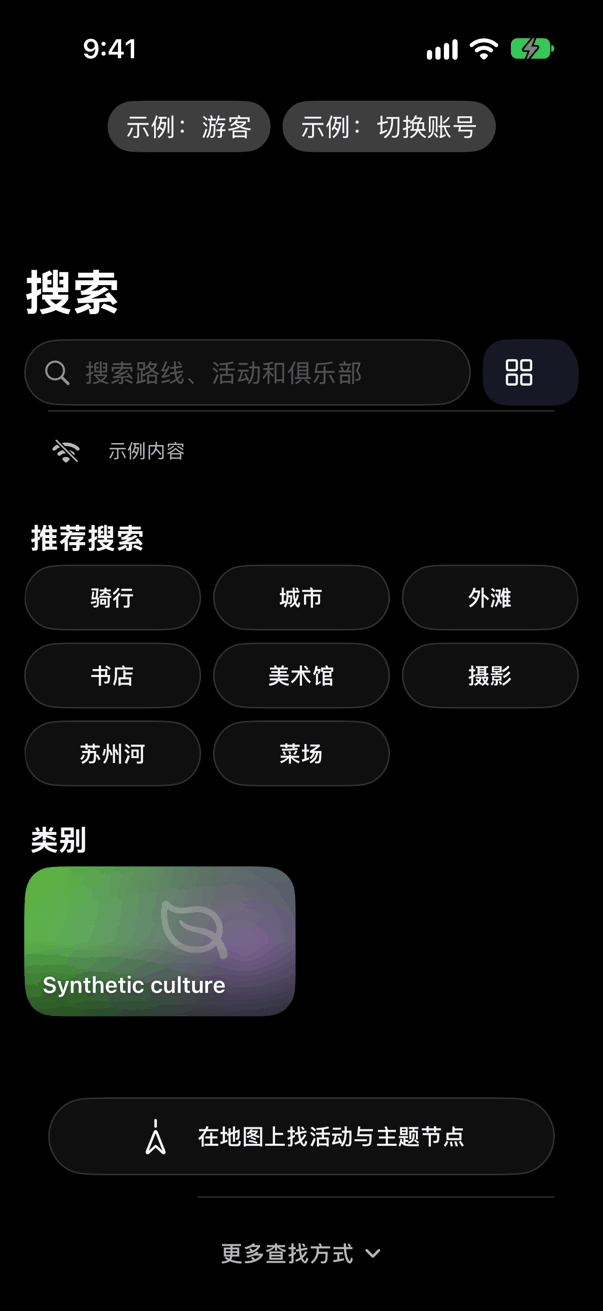 9:41
示例：游客
示例：切换账号
搜索
搜索路线、活动和俱乐部
示例内容
推荐搜索
骑行
城市
外滩
书店
美术馆
摄影
苏州河
菜场
类别
Synthetic culture
在地图上找活动与主题节点
更多查找方式